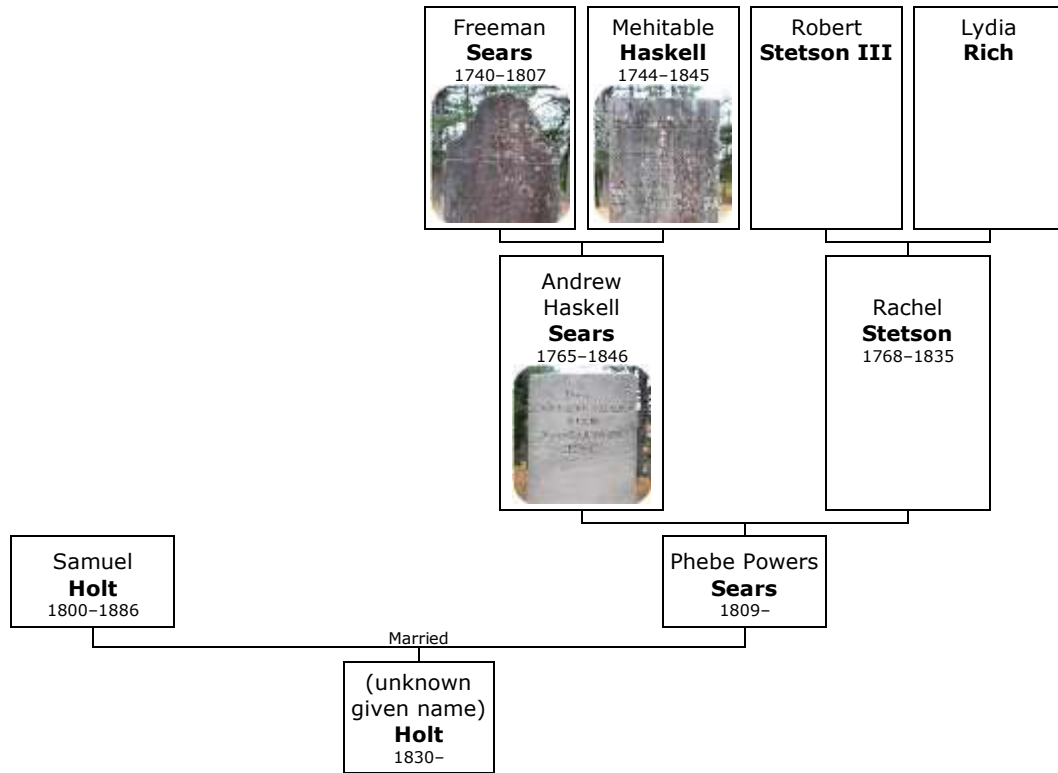 Freeman
Sears
1740–1807
Mehitable
Haskell
1744–1845
Robert
Stetson III
Lydia
Rich
Andrew
Haskell
Sears
1765–1846
Rachel
Stetson
1768–1835
Samuel
Holt
1800–1886
Phebe Powers
Sears
1809–
Married
(unknown
given name)
Holt
1830–